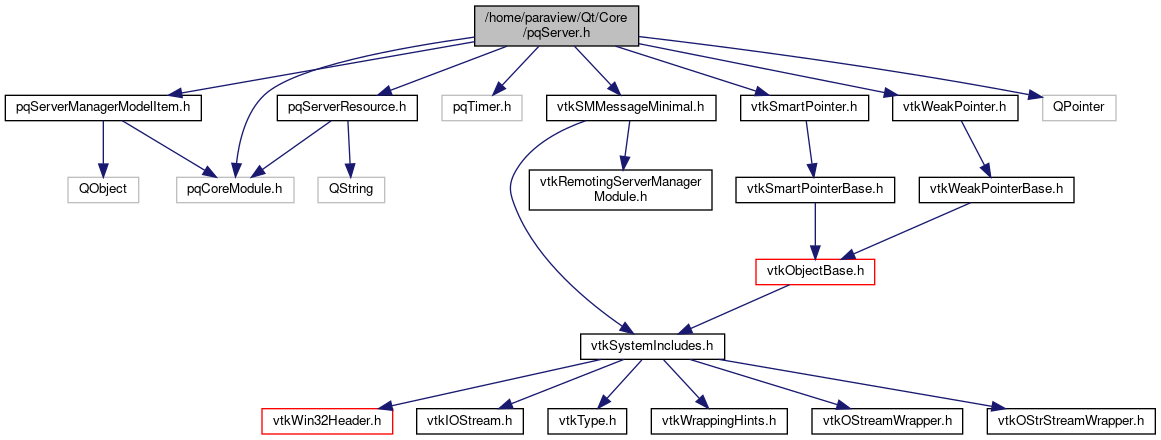 /home/paraview/Qt/Core
/pqServer.h
pqServerManagerModelItem.h
pqServerResource.h
pqTimer.h
vtkSMMessageMinimal.h
vtkSmartPointer.h
vtkWeakPointer.h
QPointer
QObject
pqCoreModule.h
QString
vtkRemotingServerManager
Module.h
vtkSmartPointerBase.h
vtkWeakPointerBase.h
vtkObjectBase.h
vtkSystemIncludes.h
vtkWin32Header.h
vtkIOStream.h
vtkType.h
vtkWrappingHints.h
vtkOStreamWrapper.h
vtkOStrStreamWrapper.h